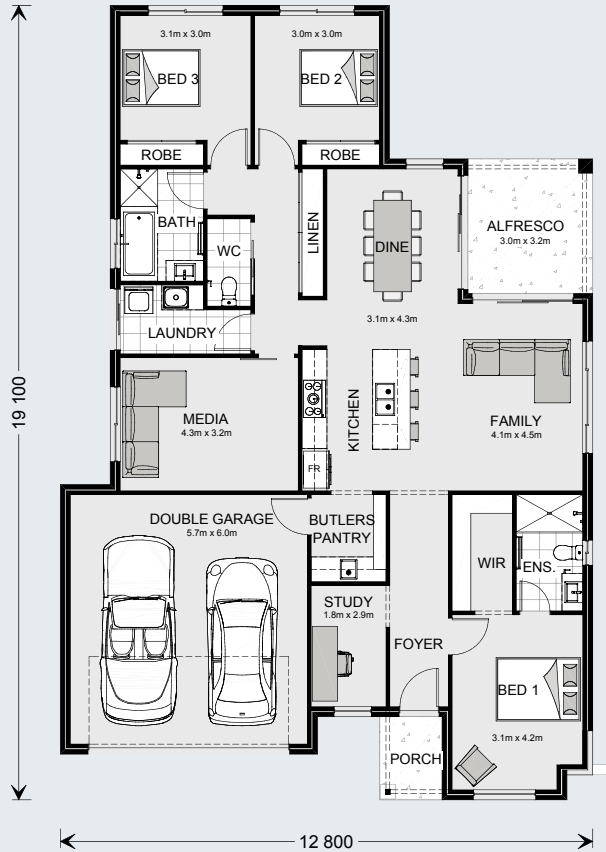 3.1m x 3.0m
BED 3
3.0m x 3.0m
BED 2
ROBE
ROBE
BATH
WC
LINEN
DINE
ALFRESCO
3.0m x 3.2m
3.1m x 4.3m
LAUNDRY
MEDIA
4.3m x 3.2m
KITCHEN
FR
FAMILY
4.1m x 4.5m
19 100
DOUBLE GARAGE
5.7m x 6.0m
BUTLERS
PANTRY
WIR
ENS.
STUDY
1.8m x 2.9m
FOYER
BED 1
3.1m x 4.2m
PORCH
12 800